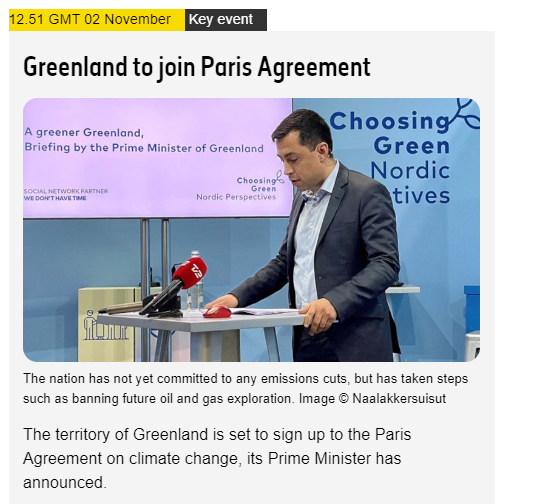 12.51 GMT 02 November Key event
Greenland to join Paris Agreement
A greener Greenland,
Briefing by the Prime Minister of Greenland
Choosing
Green
Nordic Perspectives
SOCIAL NETWORK PARTNER
WE DON'T HAVE TIME
Choosing
Green
Nordic
ctives
The nation has not yet committed to any emissions cuts, but has taken steps
such as banning future oil and gas exploration. Image © Naalakkersuisut
The territory of Greenland is set to sign up to the Paris
Agreement on climate change, its Prime Minister has
announced.